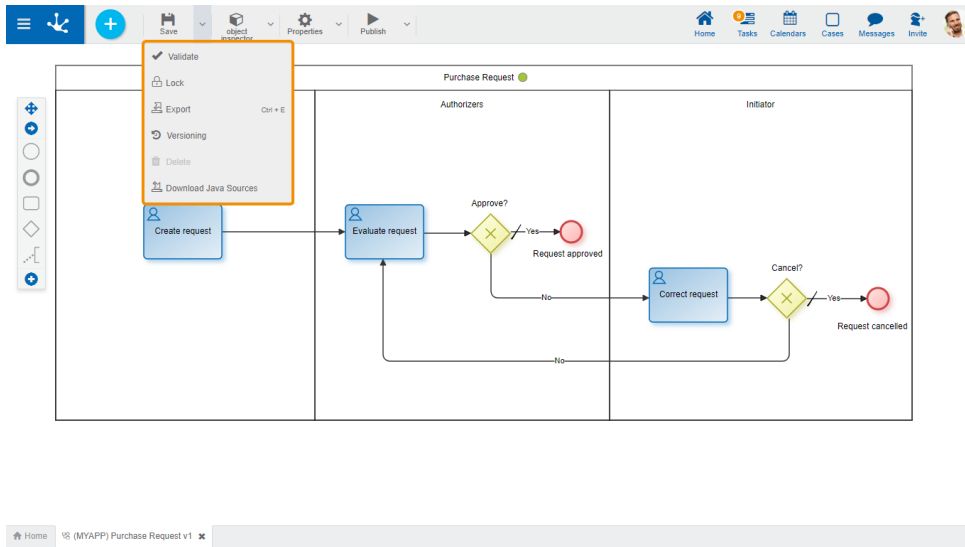 Save
object
inspector
Properties
Publish
Home
9
Tasks
Calendars
Cases
Messages
Invite
Validate
Lock
Export Ctrl + E
Versioning
Delete
Download Java Sources
Purchase Request
Authorizers
Initiator
Create request
Evaluate request
Approve?
Yes
Request approved
No
Correct request
Cancel?
Yes
Request cancelled
No
Home
(MYAPP) Purchase Request v1